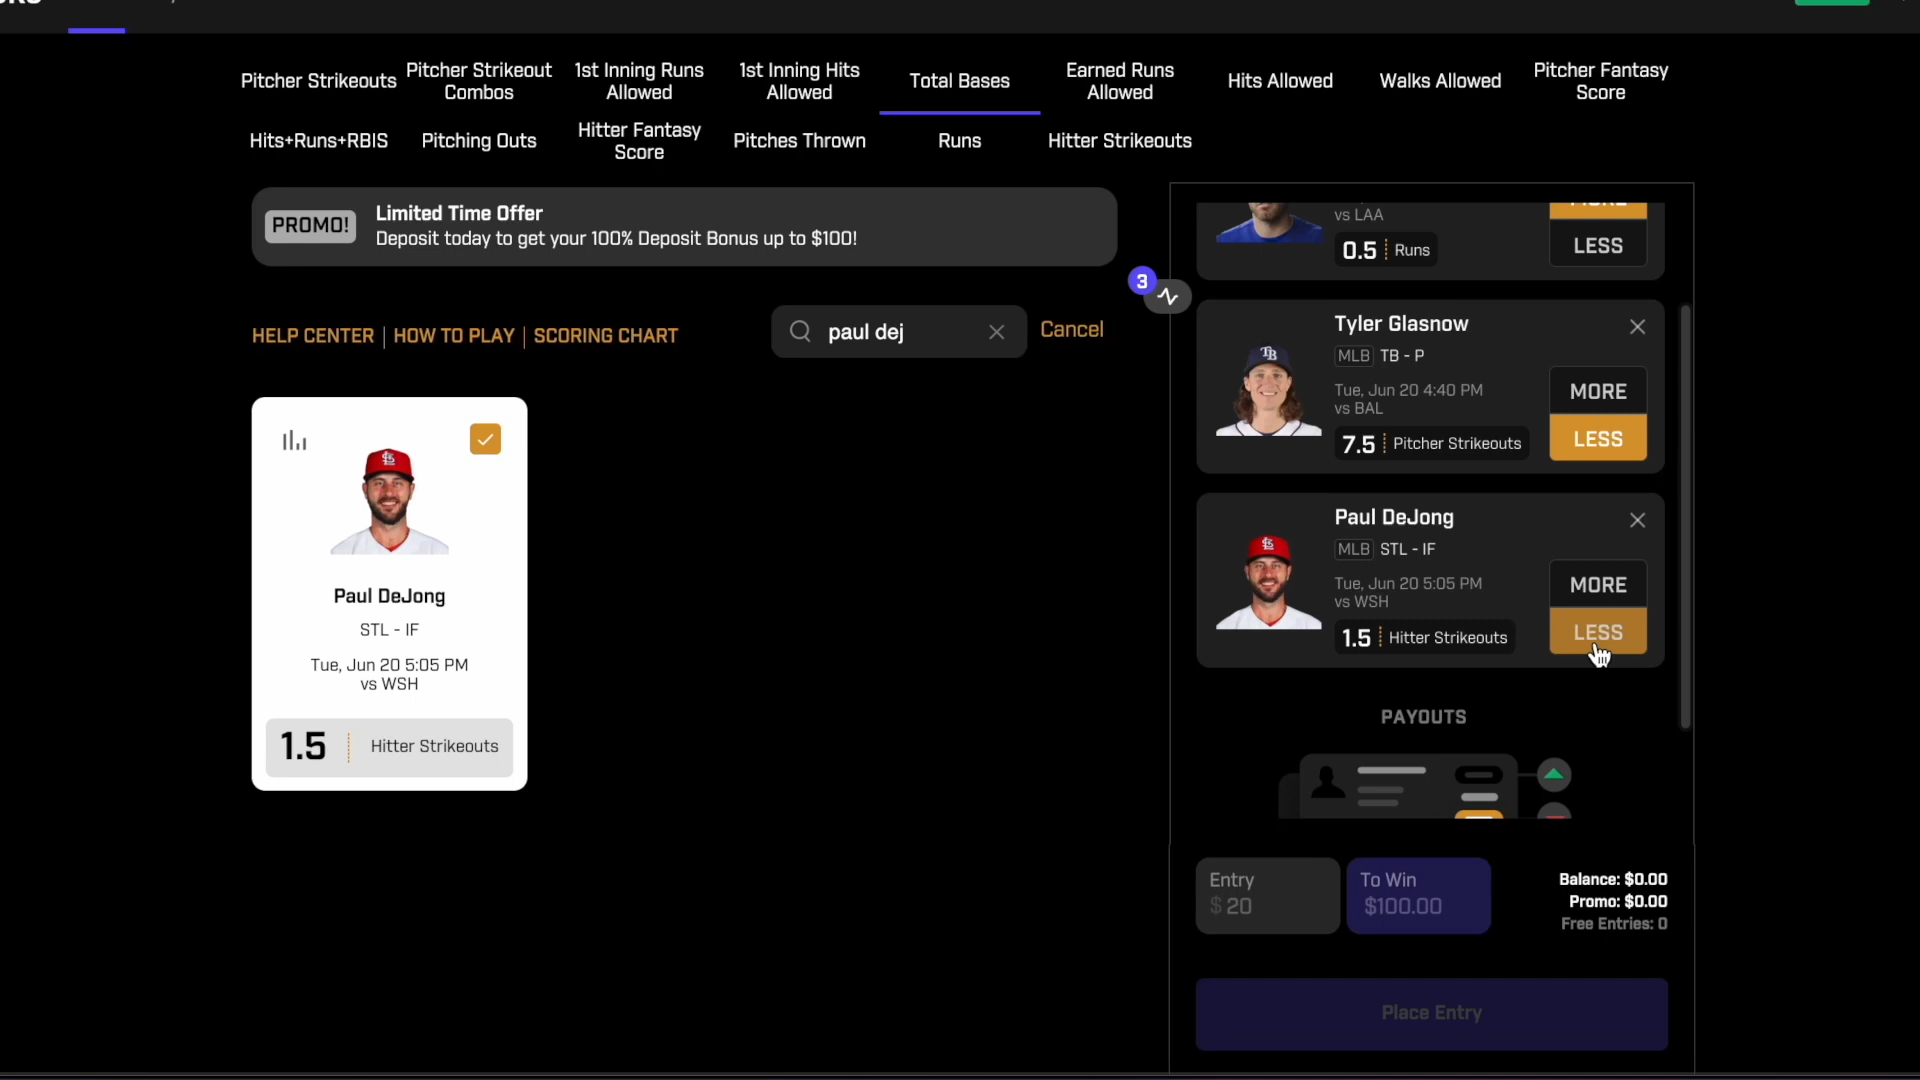 Pitcher Strikeouts
Pitcher Strikeout
Combos
1st Inning Runs
Allowed
1st Inning Hits
Allowed
Total Bases
Earned Runs
Allowed
Hits Allowed
Walks Allowed
Pitcher Fantasy
Score
Hits+Runs+RBIS
Pitching Outs
Hitter Fantasy
Score
Pitches Thrown
Runs
Hitter Strikeouts
PROMO!
Limited Time Offer
Deposit today to get your 100% Deposit Bonus up to $100!
HELP CENTER | HOW TO PLAY | SCORING CHART
paul dej
Cancel
Paul DeJong
STL - IF
Tue, Jun 20 5:05 PM
vs WSH
1.5 Hitter Strikeouts
3
vs LAA
0.5 Runs
MORE
LESS
Tyler Glasnow
MLB TB - P
Tue, Jun 20 4:40 PM
vs BAL
7.5 Pitcher Strikeouts
MORE
LESS
Paul DeJong
MLB STL - IF
Tue, Jun 20 5:05 PM
vs WSH
1.5 Hitter Strikeouts
MORE
LESS
PAYOUTS
Entry
$ 20
To Win
$100.00
Balance: $0.00
Promo: $0.00
Free Entries: 0
Place Entry